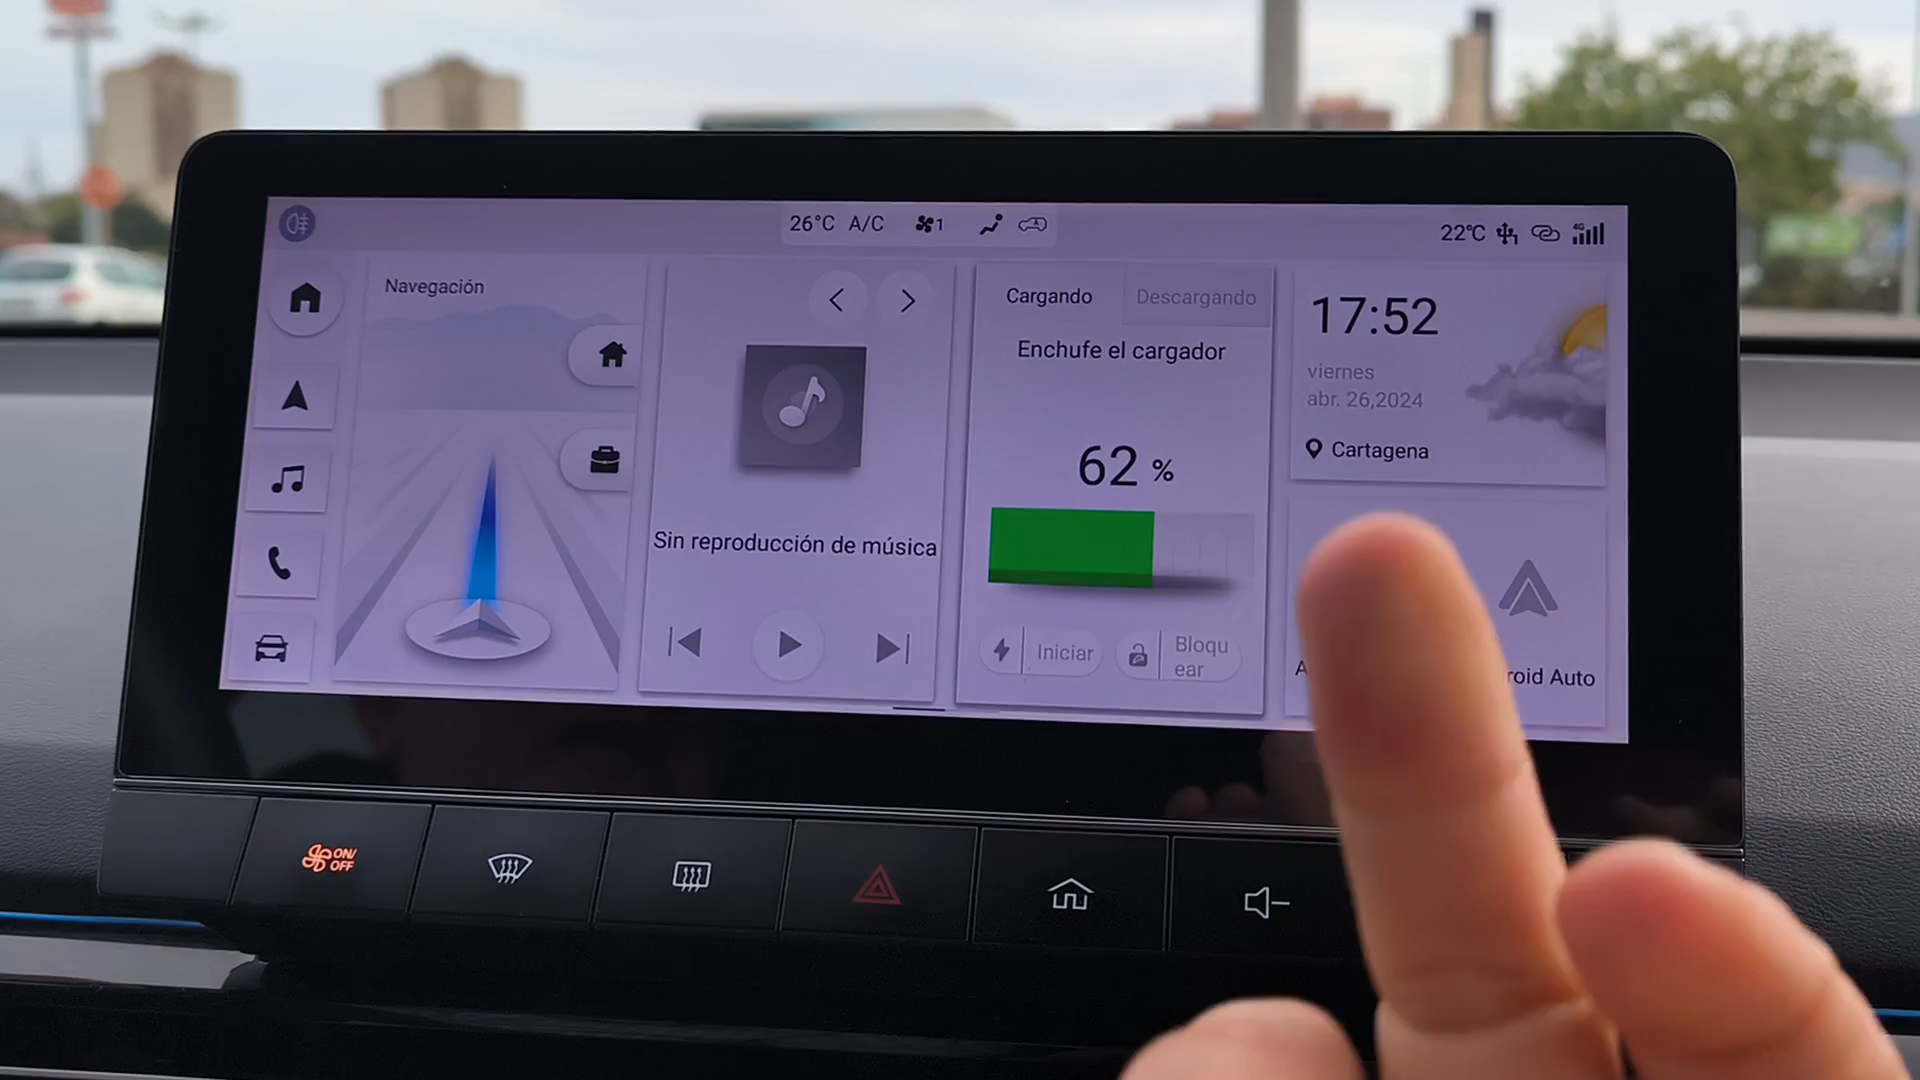 26°C A/C 1
22°C 4G
Navegación
Sin reproducción de música
Cargando
Descargando
Enchufe el cargador
62 %
Iniciar
Bloqu
ear
17:52
viernes
abr. 26,2024
Cartagena
A
roid Auto
ON/
OFF